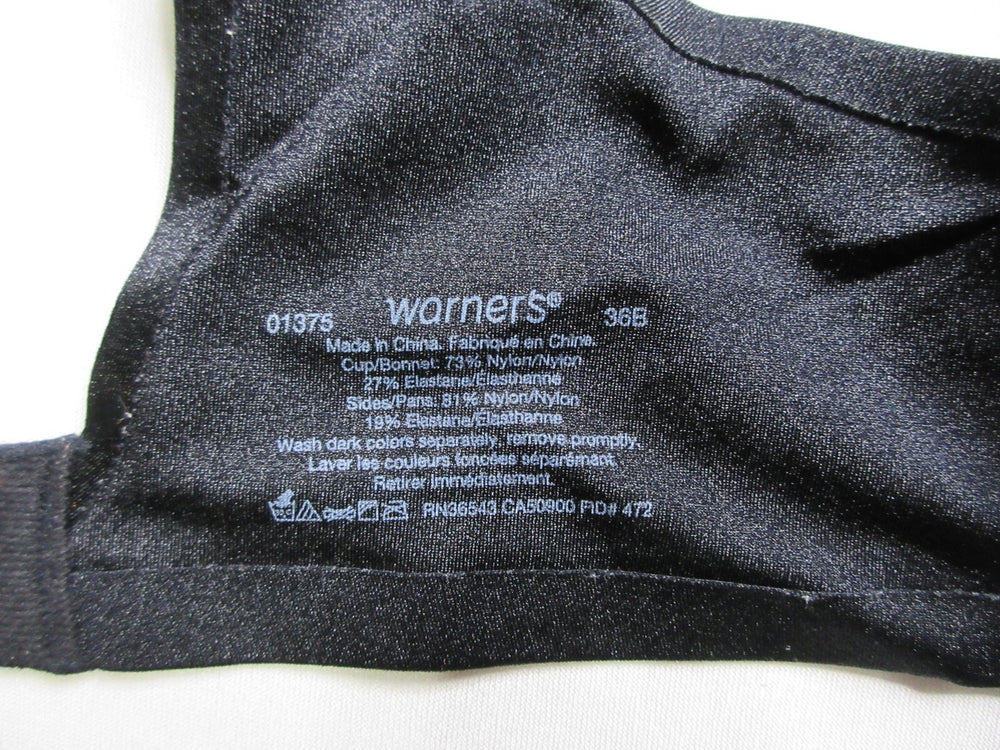 01375 warner's® 36B
Made in China. Fabriqué en Chine.
Cup/Bonnet: 73% Nylon/Nylon
27% Elastane/Elasthanne
Sides/Pans. 81% Nylon/Nylon
19% Elastane/Elasthanne
Wash dark colors separately, remove promptly.
Laver les couleurs foncées séparément
Retirer immédiatement.
RN36543 CA50900 FID# 472